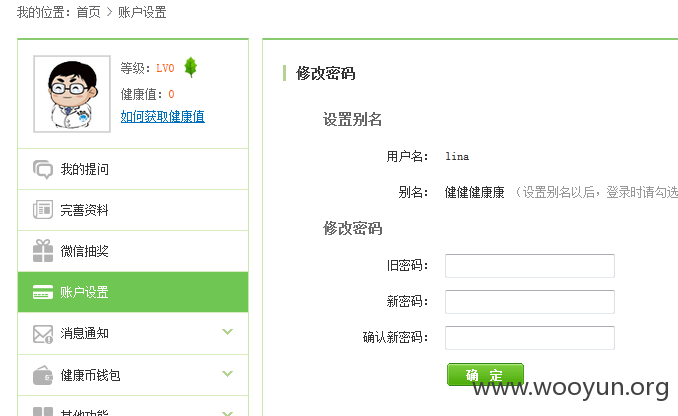 我的位置：首页 > 账户设置
等级：LV0
健康值：0
如何获取健康值
我的提问
完善资料
微信抽奖
账户设置
消息通知
健康币钱包
其他功能
修改密码
设置别名
用户名： lina
别名： 健健健康康 （设置别名以后，登录时请勾选
修改密码
旧密码：
新密码：
确认新密码：
确 定
www.wooyun.org